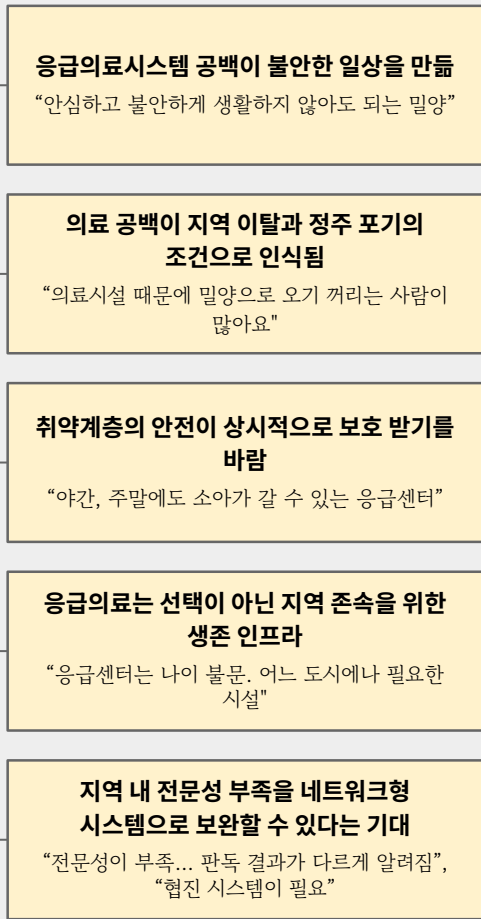 응급의료시스템 공백이 불안한 일상을 만듦
“안심하고 불안하게 생활하지 않아도 되는 밀양”
의료 공백이 지역 이탈과 정주 포기의
조건으로 인식됨
“의료시설 때문에 밀양으로 오기 꺼리는 사람이
많아요"
취약계층의 안전이 상시적으로 보호 받기를
바람
“야간, 주말에도 소아가 갈 수 있는 응급센터”
응급의료는 선택이 아닌 지역 존속을 위한
생존 인프라
“응급센터는 나이 불문. 어느 도시에나 필요한
시설"
지역 내 전문성 부족을 네트워크형
시스템으로 보완할 수 있다는 기대
“전문성이 부족... 판독 결과가 다르게 알려짐”,
“협진 시스템이 필요”